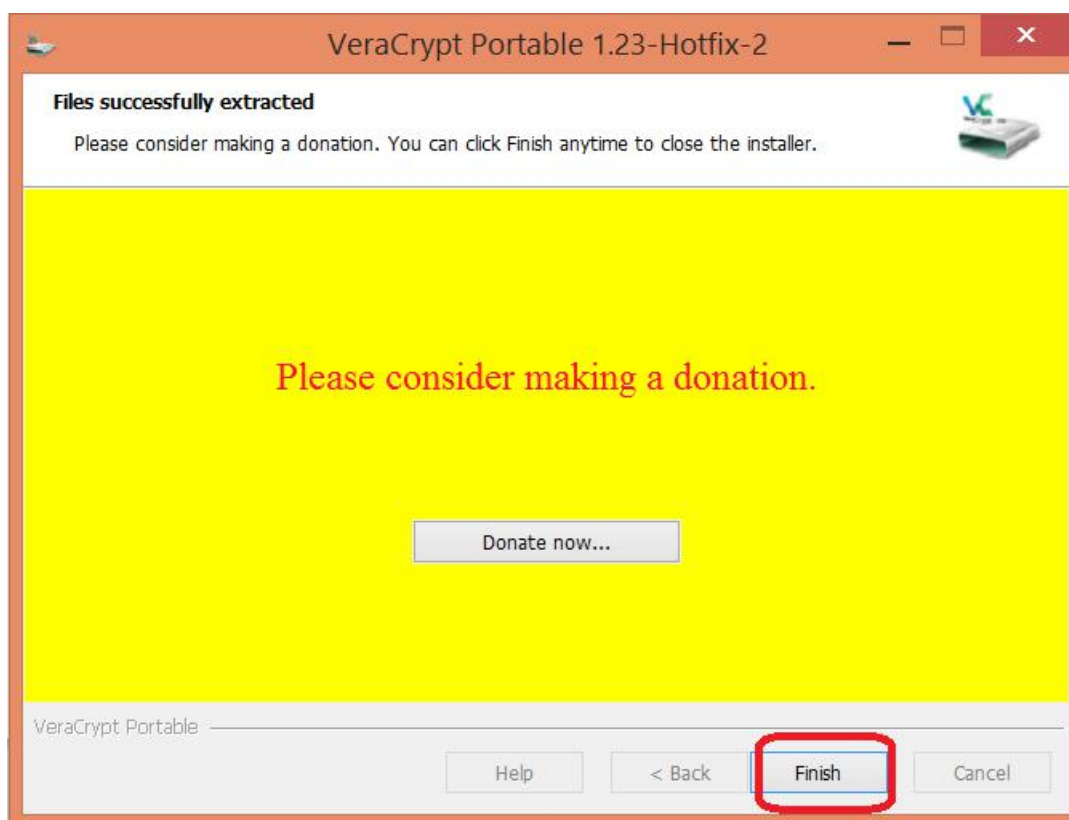 VeraCrypt Portable 1.23-Hotfix-2
Files successfully extracted
Please consider making a donation. You can click Finish anytime to close the installer.
Please consider making a donation.
Donate now...
VeraCrypt Portable
Help
< Back
Finish
Cancel